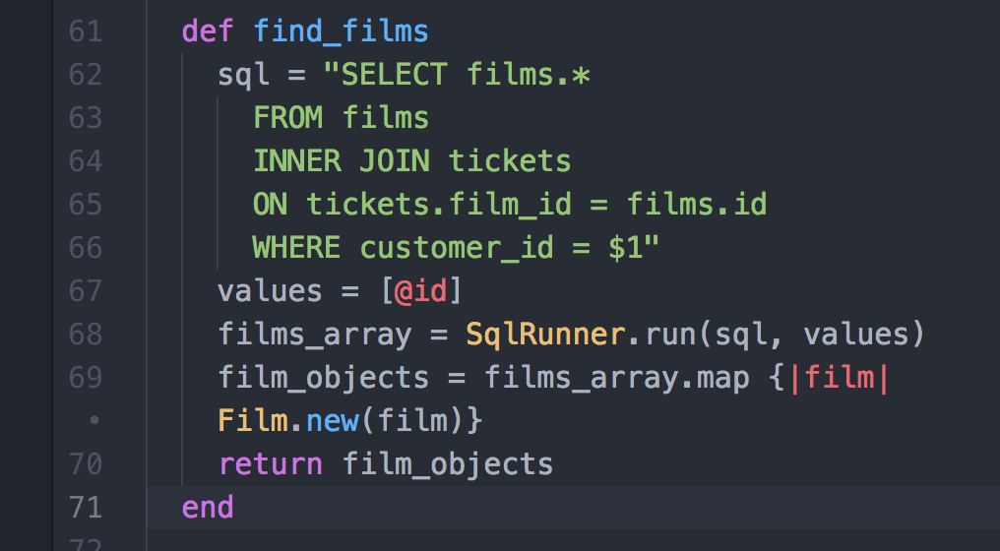 61 def find_films
62 sql = "SELECT films.*
63 FROM films
64 INNER JOIN tickets
65 ON tickets.film_id = films.id
66 WHERE customer_id = $1"
67 values = [@id]
68 films_array = SqlRunner.run(sql, values)
69 film_objects = films_array.map {|film|
• Film.new(film)}
70 return film_objects
71 end
72